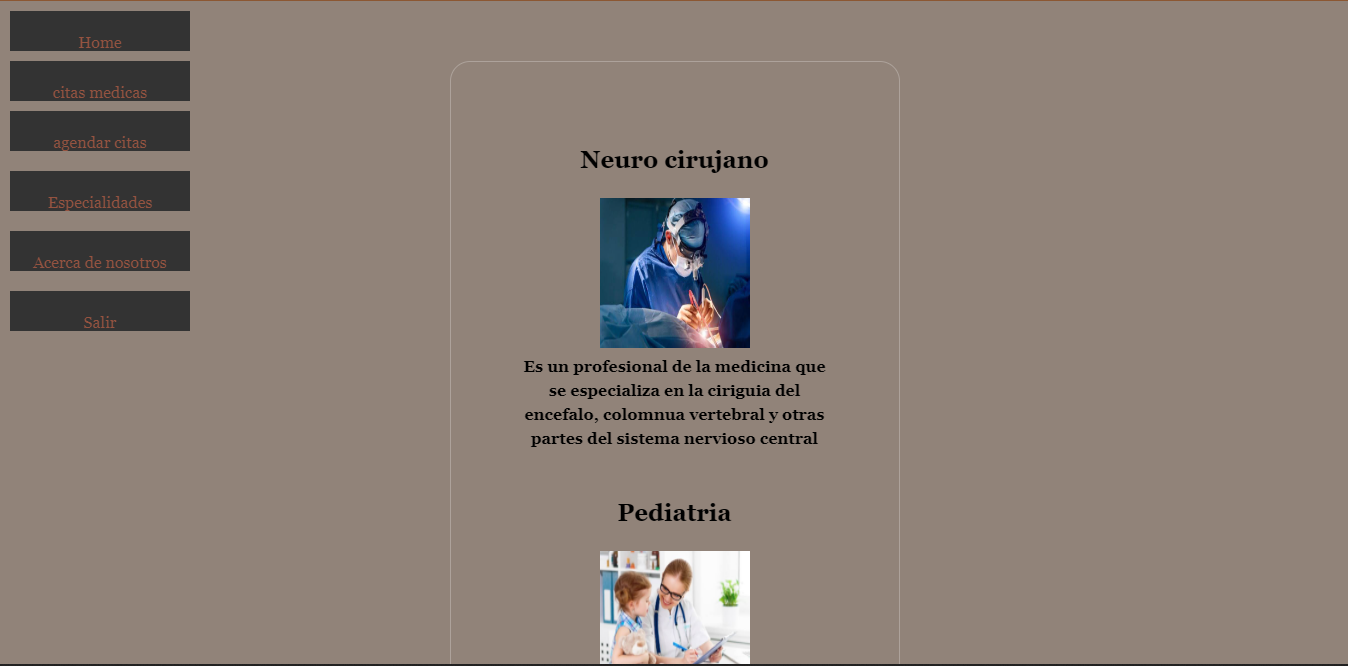 Home
citas medicas
agendar citas
Especialidades
Acerca de nosotros
Salir
Neuro cirujano
Es un profesional de la medicina que
se especializa en la ciriguia del
encefalo, colomnua vertebral y otras
partes del sistema nervioso central
Pediatria